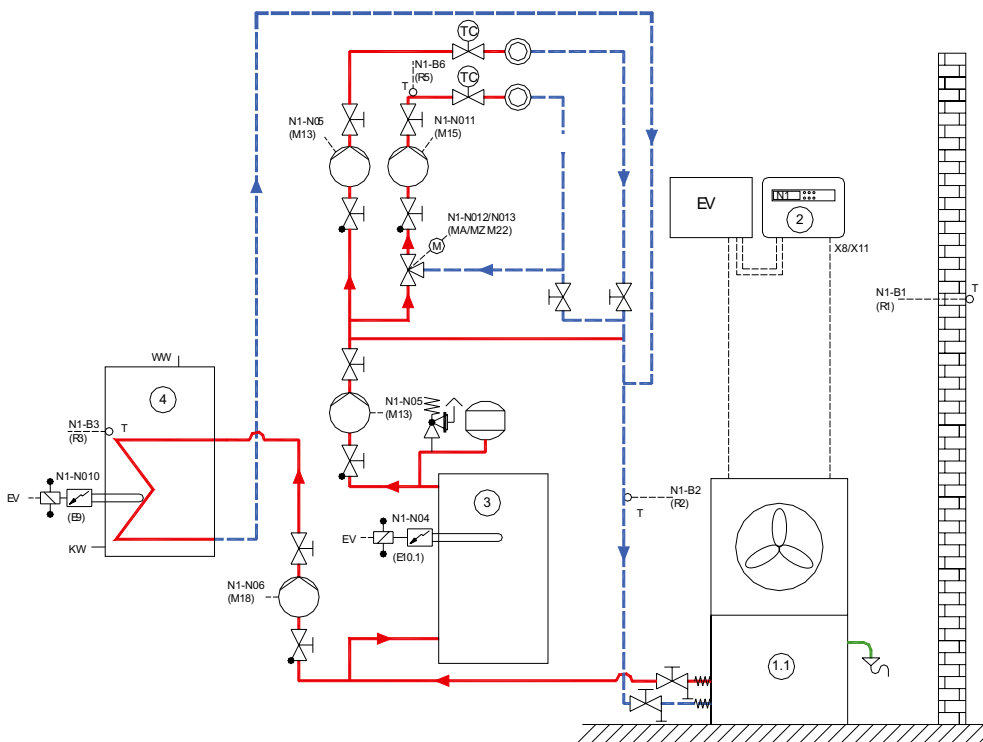 TC
N1-B6
(R5)
T
TC
N1-N05
(M13)
N1-N011
(M15)
EV
N1
2
N1-N012/N013
(MA/MZ M22)
M
X8/X11
N1-B1
(R1)
T
WW
4
N1-N05
(M13)
N1-B3
(R3)
T
N1-N010
EV
(E9)
3
N1-B2
(R2)
T
N1-N04
EV
(E10.1)
KW
N1-N06
(M18)
1.1